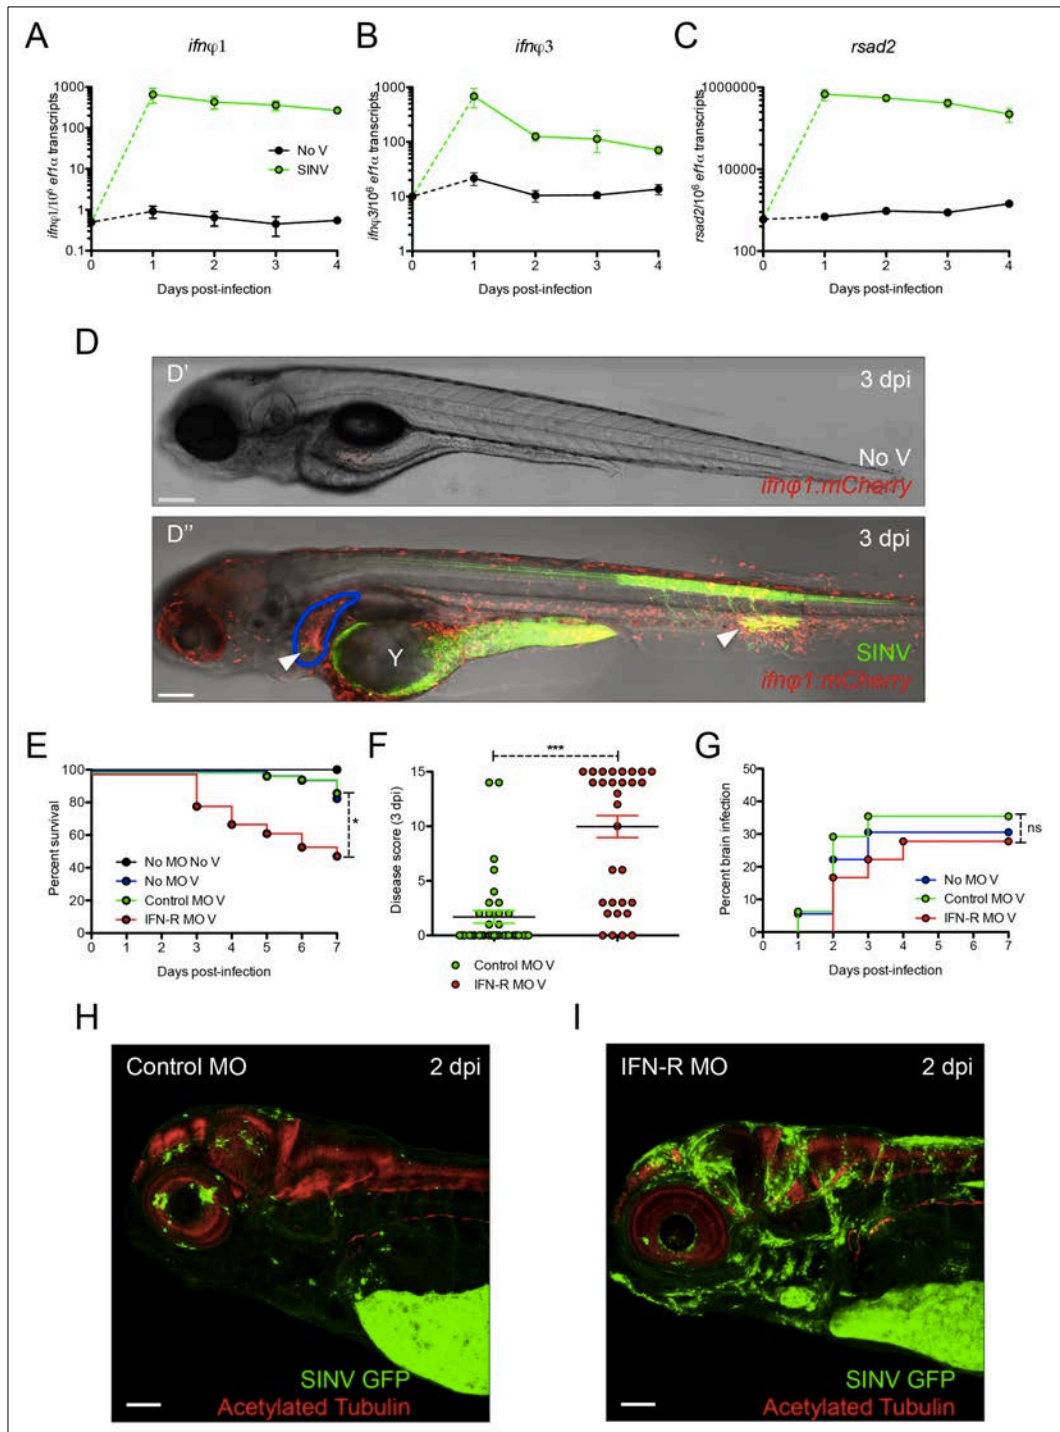 A
ifnφ1
B
ifnφ3
C
rsad2
ifnφ1/10⁶ ef1α transcripts
1000
100
10
1
0.1
No V
SINV
0 1 2 3 4
Days post-infection
ifnφ3/10⁶ ef1α transcripts
1000
100
10
1
0 1 2 3 4
Days post-infection
rsad2/10⁶ ef1α transcripts
1000000
10000
100
0 1 2 3 4
Days post-infection
D
D'
3 dpi
No V
ifnφ1:mCherry
D''
3 dpi
Y
SINV
ifnφ1:mCherry
E
Percent survival
100
80
60
40
20
0
*
No MO No V
No MO V
Control MO V
IFN-R MO V
0 1 2 3 4 5 6 7
Days post-infection
F
***
Disease score (3 dpi)
15
10
5
0
Control MO V
IFN-R MO V
G
Percent brain infection
50
40
30
20
10
0
ns
No MO V
Control MO V
IFN-R MO V
0 1 2 3 4 5 6 7
Days post-infection
H
Control MO
2 dpi
SINV GFP
Acetylated Tubulin
I
IFN-R MO
2 dpi
SINV GFP
Acetylated Tubulin